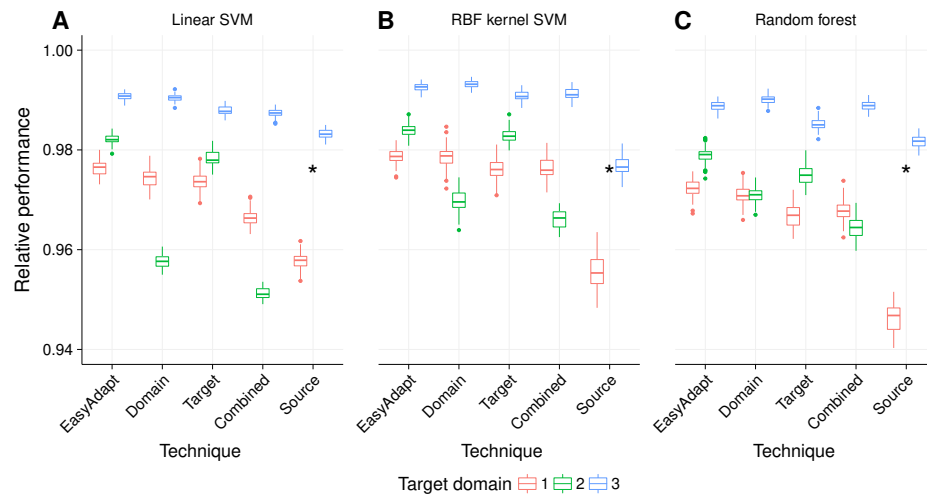 A Linear SVM
B RBF kernel SVM
C Random forest
Relative performance
1.00
0.98
0.96
0.94
*
*
*
EasyAdapt Domain Target Combined Source
EasyAdapt Domain Target Combined Source
EasyAdapt Domain Target Combined Source
Technique
Technique
Technique
Target domain 1 2 3